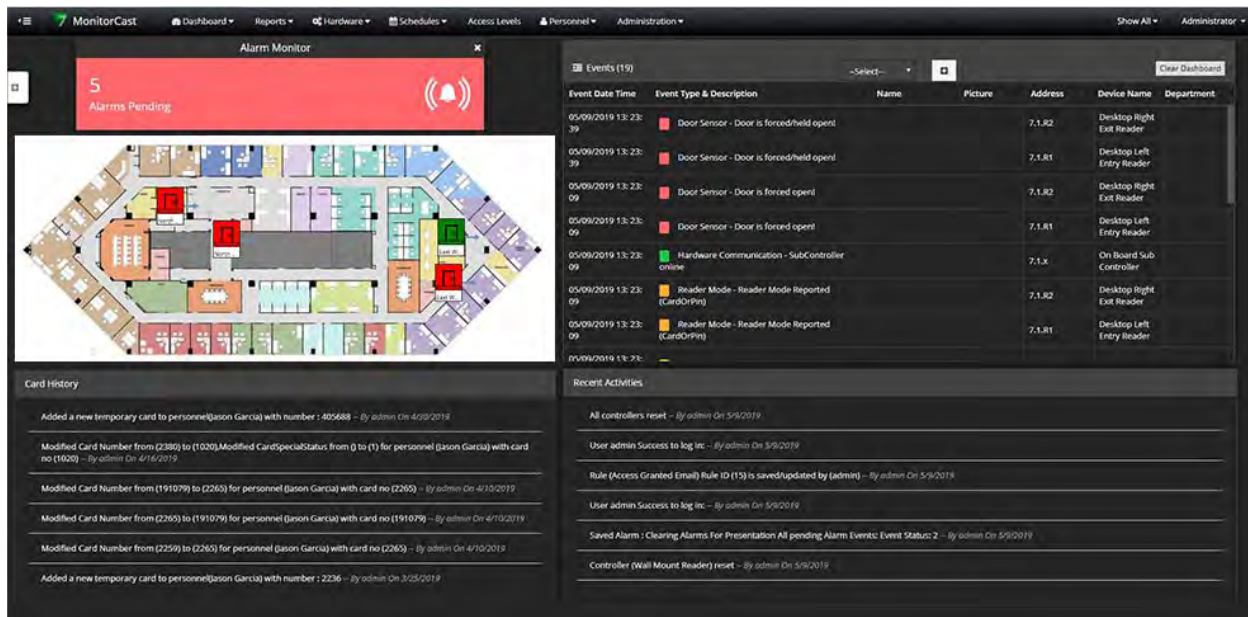 MonitorCast
Dashboard
Reports
Hardware
Schedules
Access Levels
Personnel
Administration
Show All
Administrator
Alarm Monitor
5
Alarms Pending
North ...
East W...
East W...
Events (19)
--Select--
Clear Dashboard
Event Date Time Event Type & Description Name Picture Address Device Name Department
05/09/2019 13: 23:
39
Door Sensor - Door is forced/held open!
7.1.R2
Desktop Right
Exit Reader
05/09/2019 13: 23:
39
Door Sensor - Door is forced/held open!
7.1.R1
Desktop Left
Entry Reader
05/09/2019 13: 23:
09
Door Sensor - Door is forced open!
7.1.R2
Desktop Right
Exit Reader
05/09/2019 13: 23:
09
Door Sensor - Door is forced open!
7.1.R1
Desktop Left
Entry Reader
05/09/2019 13: 23:
09
Hardware Communication - SubController
online
7.1.x
On Board Sub
Controller
05/09/2019 13: 23:
09
Reader Mode - Reader Mode Reported
(CardOrPin)
7.1.R2
Desktop Right
Exit Reader
05/09/2019 13: 23:
09
Reader Mode - Reader Mode Reported
(CardOrPin)
7.1.R1
Desktop Left
Entry Reader
05/09/2019 13: 23:
Card History
Added a new temporary card to personnel(Jason Garcia) with number : 405688 -- By admin On 4/30/2019
Modified Card Number from (2380) to (1020),Modified CardSpecialStatus from () to (1) for personnel (Jason Garcia) with card
no (1020) -- By admin On 4/16/2019
Modified Card Number from (191079) to (2265) for personnel (Jason Garcia) with card no (2265) -- By admin On 4/10/2019
Modified Card Number from (2265) to (191079) for personnel (Jason Garcia) with card no (191079) -- By admin On 4/10/2019
Modified Card Number from (2259) to (2265) for personnel (Jason Garcia) with card no (2265) -- By admin On 4/10/2019
Added a new temporary card to personnel(Jason Garcia) with number : 2236 -- By admin On 3/25/2019
Recent Activities
All controllers reset -- By admin On 5/9/2019
User admin Success to log in: -- By admin On 5/9/2019
Rule (Access Granted Email) Rule ID (15) is saved/updated by (admin) -- By admin On 5/9/2019
User admin Success to log in: -- By admin On 5/9/2019
Saved Alarm : Clearing Alarms For Presentation All pending Alarm Events: Event Status: 2 -- By admin On 5/9/2019
Controller (Wall Mount Reader) reset -- By admin On 5/9/2019